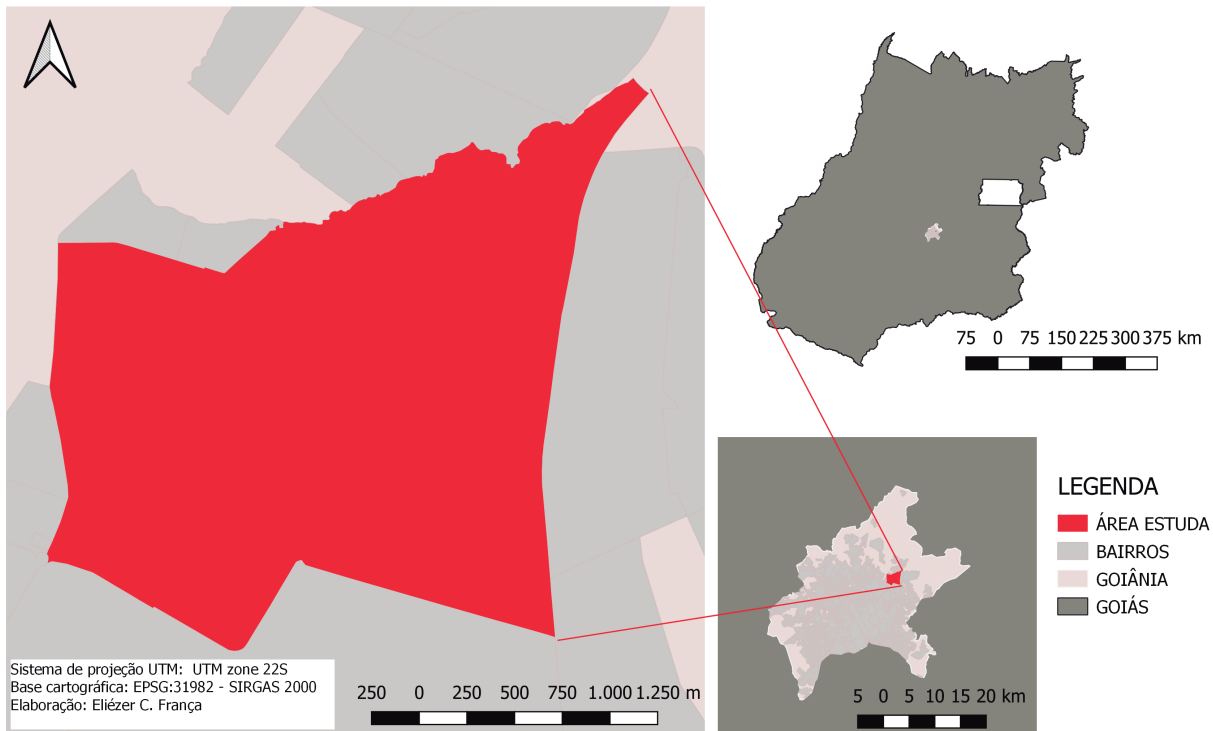 75 0 75 150 225 300 375 km
LEGENDA
ÁREA ESTUDA
BAIRROS
GOIÂNIA
GOIÁS
Sistema de projeção UTM: UTM zone 22S
Base cartográfica: EPSG:31982 - SIRGAS 2000
Elaboração: Eliézer C. França
250 0 250 500 750 1.000 1.250 m
5 0 5 10 15 20 km